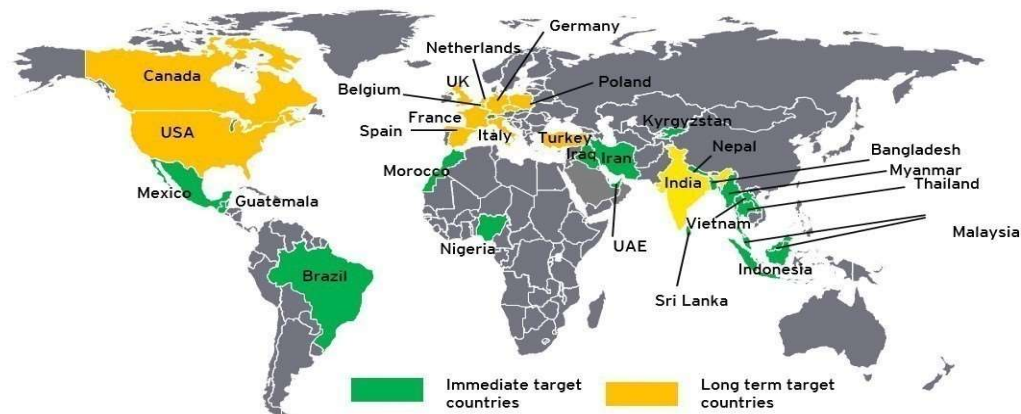 Germany
Netherlands
Canada
UK
Poland
Belgium
France
Kyrgyzstan
USA
Spain
Italy
Turkey
Iraq
Iran
Nepal
Bangladesh
Morocco
India
Myanmar
Mexico
Guatemala
Thailand
Vietnam
Nigeria
UAE
Malaysia
Brazil
Indonesia
Sri Lanka
Immediate target
countries
Long term target
countries